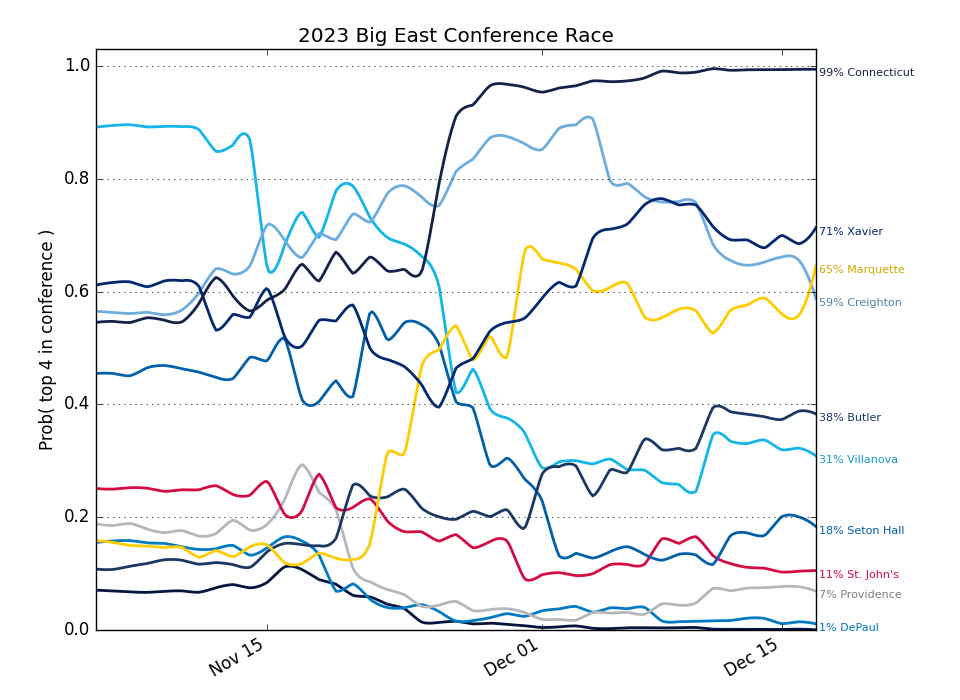 2023 Big East Conference Race
Prob( top 4 in conference )
1.0
0.8
0.6
0.4
0.2
0.0
Nov 15
Dec 01
Dec 15
99% Connecticut
71% Xavier
65% Marquette
59% Creighton
38% Butler
31% Villanova
18% Seton Hall
11% St. John's
7% Providence
1% DePaul